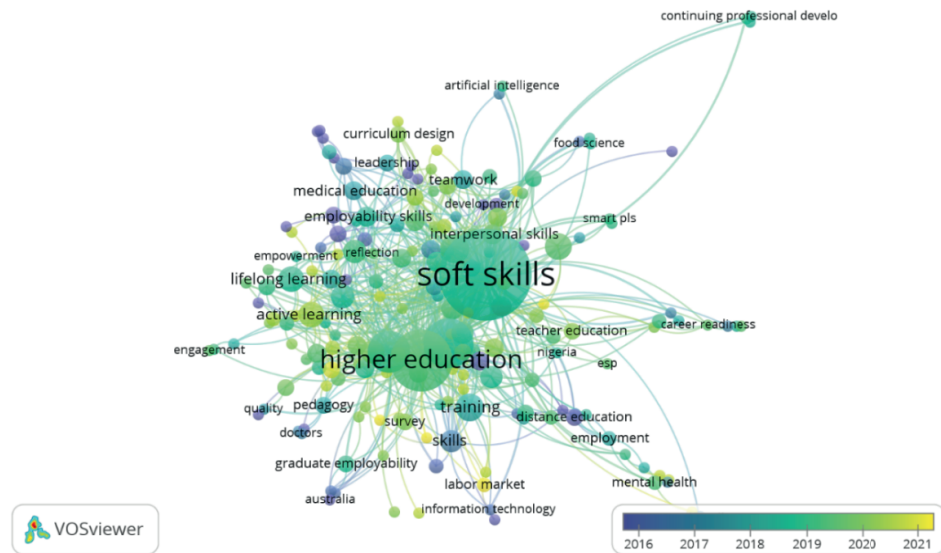 continuing professional develo
artificial intelligence
curriculum design
food science
leadership
teamwork
medical education
development
employability skills
smart pls
interpersonal skills
empowerment
reflection
soft skills
lifelong learning
active learning
career readiness
teacher education
engagement
higher education
nigeria
esp
quality
pedagogy
training
distance education
survey
doctors
skills
employment
graduate employability
labor market
mental health
australia
information technology
VOSviewer
2016 2017 2018 2019 2020 2021